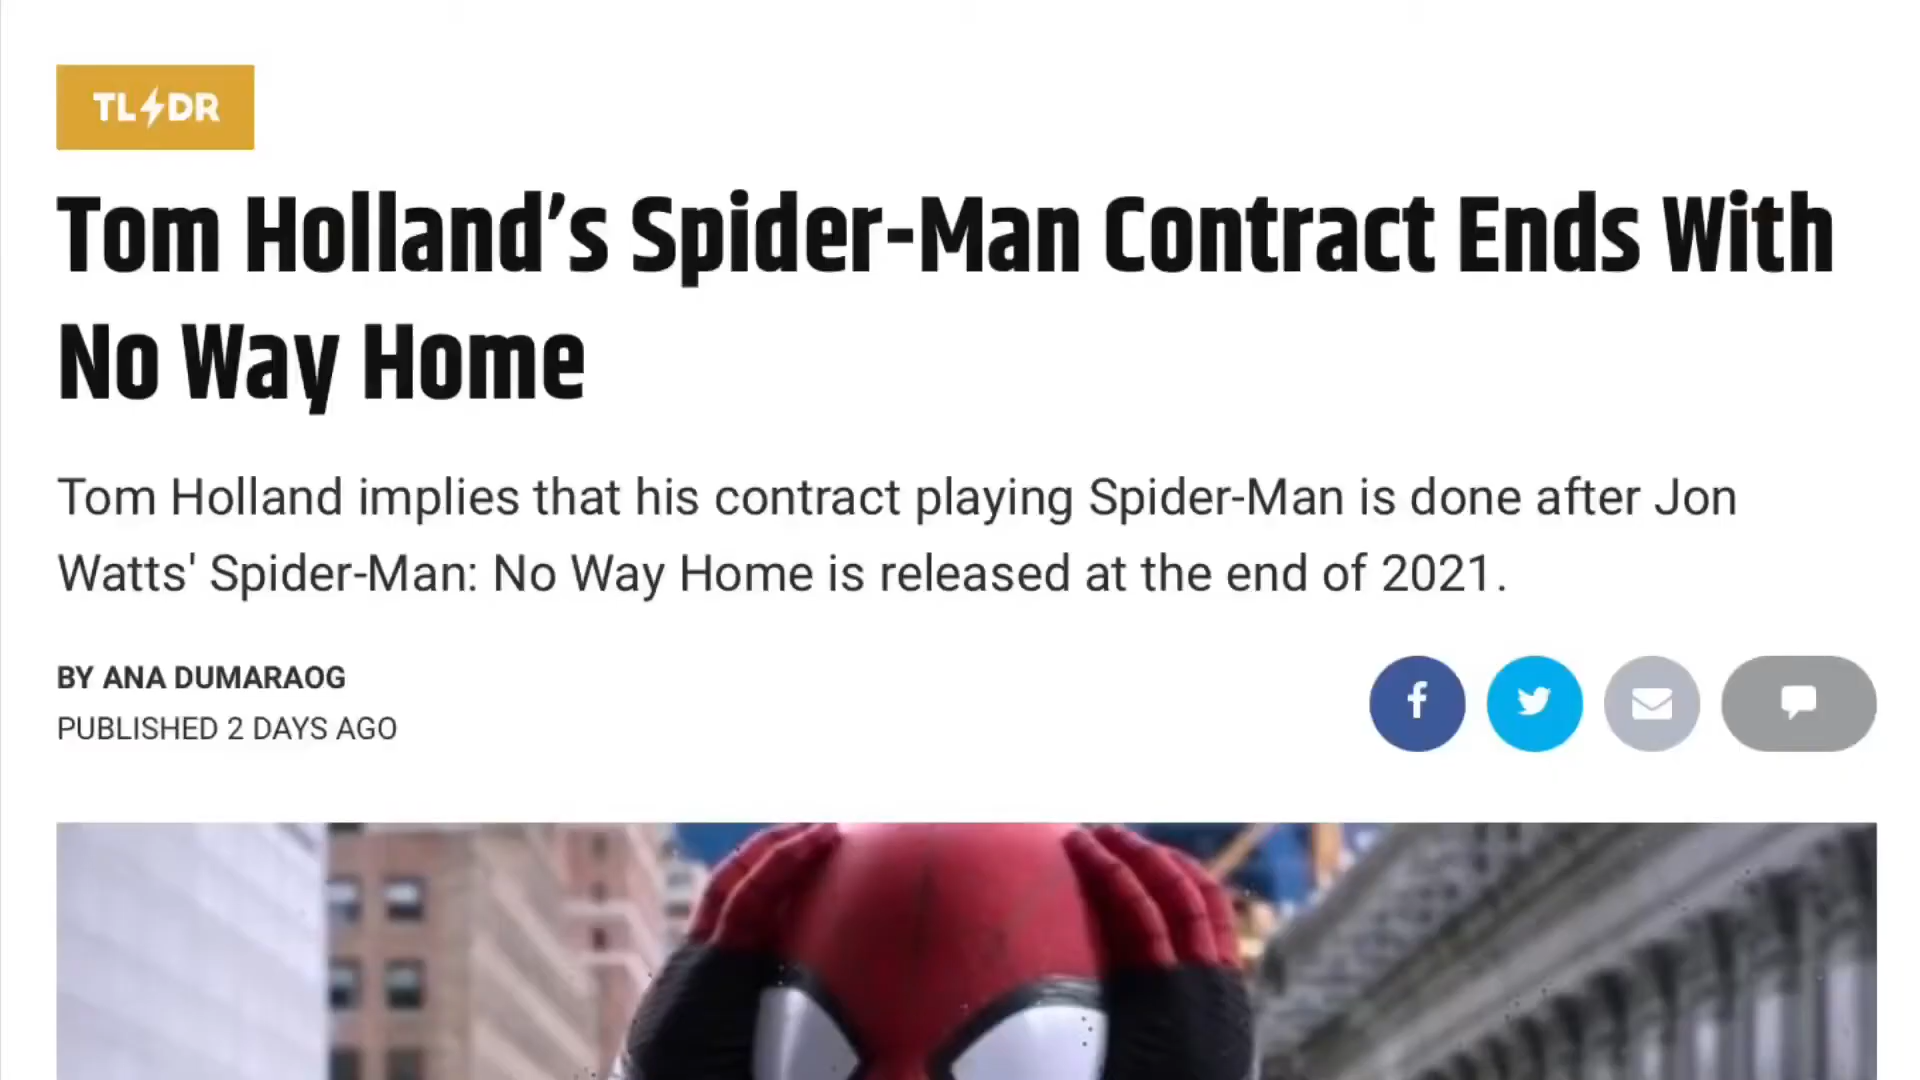 TL DR
Tom Holland’s Spider-Man Contract Ends With
No Way Home
Tom Holland implies that his contract playing Spider-Man is done after Jon
Watts' Spider-Man: No Way Home is released at the end of 2021.
BY ANA DUMARAOG
PUBLISHED 2 DAYS AGO